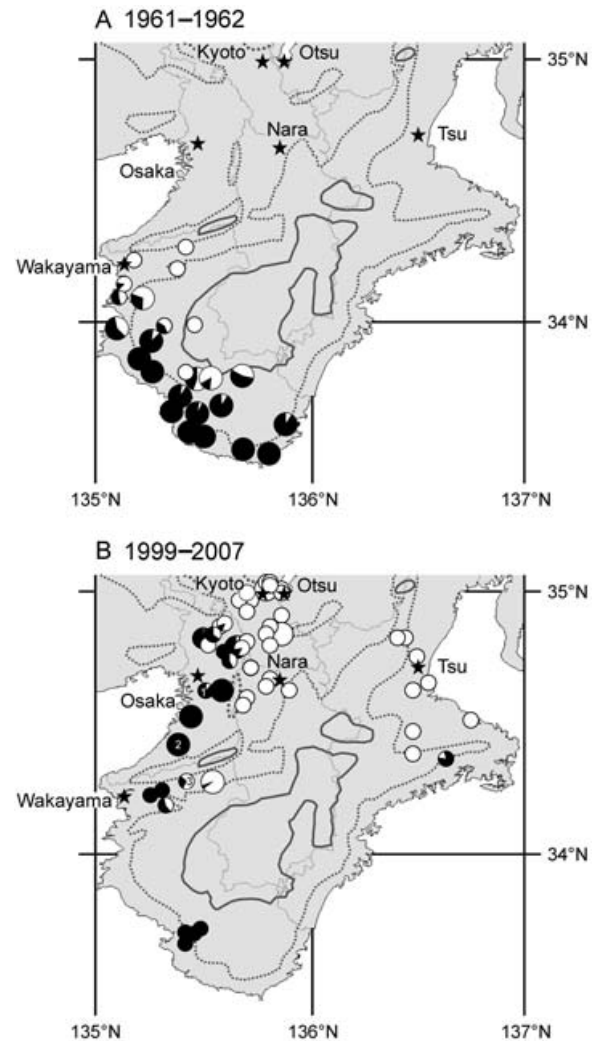 A 1961–1962
Kyoto Otsu
35°N
Nara
Tsu
Osaka
Wakayama
34°N
135°N 136°N 137°N
B 1999–2007
Kyoto Otsu
35°N
Nara
Tsu
Osaka
2
Wakayama
34°N
135°N 136°N 137°N